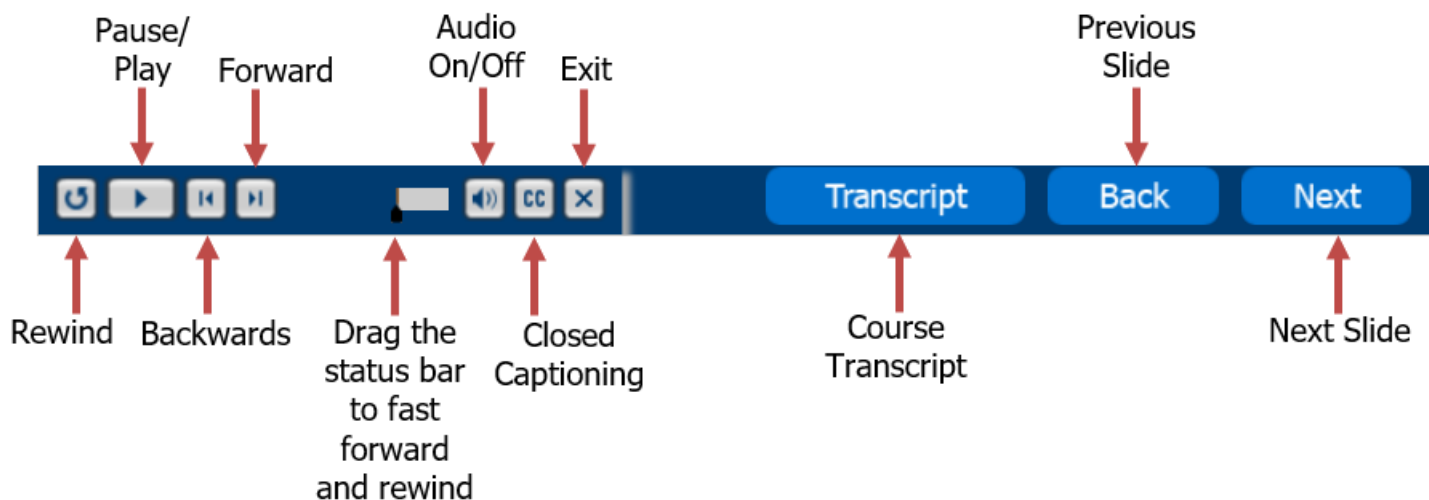 Pause/
Play
Forward
Audio
On/Off
Exit
Previous
Slide
CC
Transcript
Back
Next
Rewind
Backwards
Drag the
status bar
to fast
forward
and rewind
Closed
Captioning
Course
Transcript
Next Slide